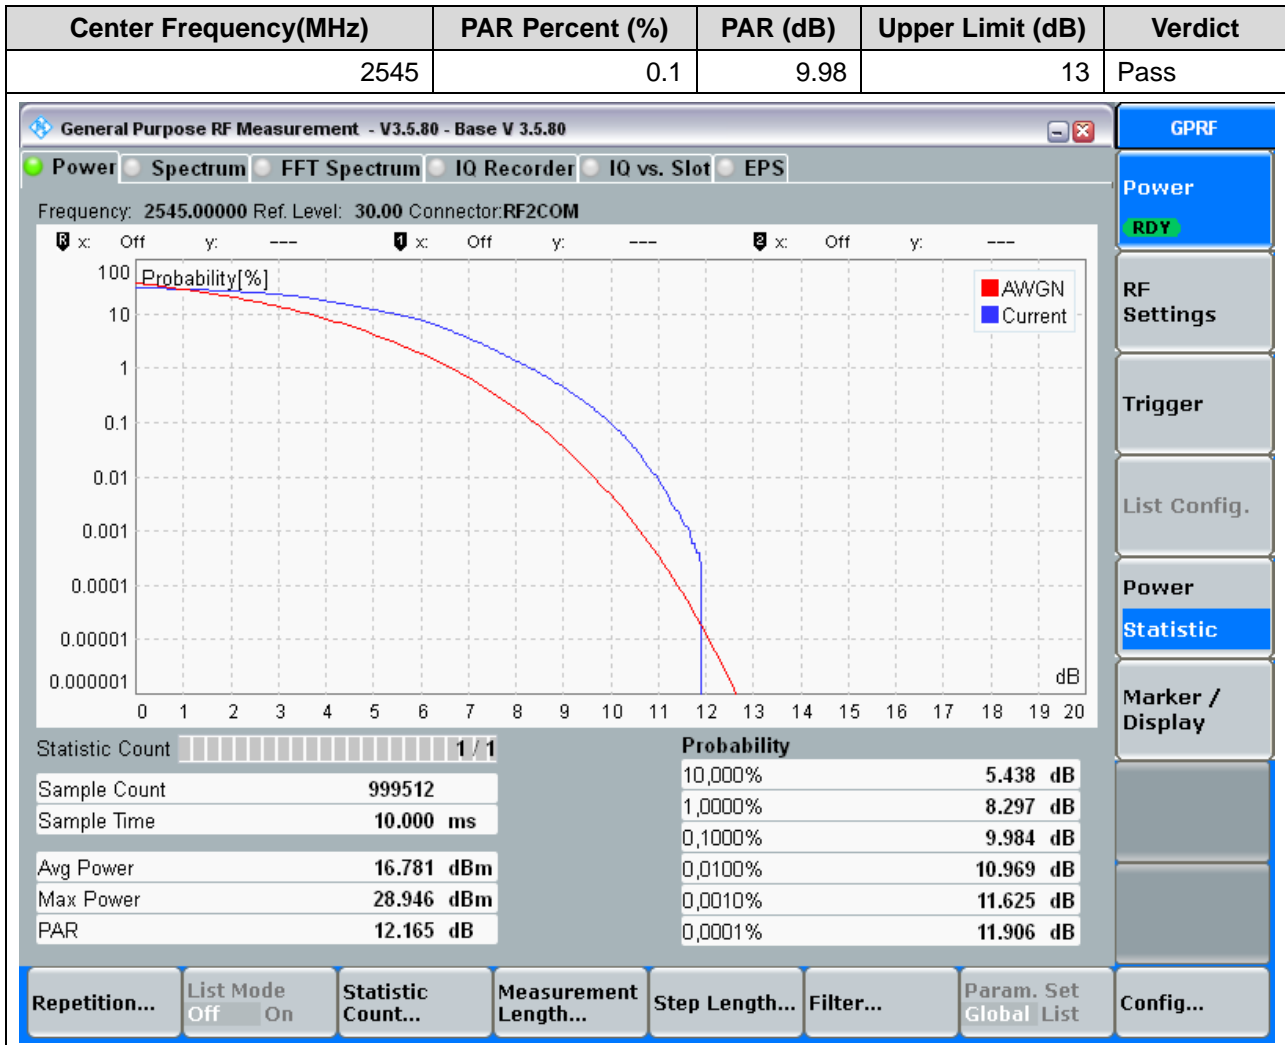 Center Frequency(MHz) PAR Percent (%) PAR (dB) Upper Limit (dB) Verdict
2545 0.1 9.98 13 Pass
General Purpose RF Measurement - V3.5.80 - Base V 3.5.80
GPRF
Power Spectrum FFT Spectrum IQ Recorder IQ vs. Slot EPS
Frequency: 2545.00000 Ref. Level: 30.00 Connector:RF2COM
R x: Off y: --- 1 x: Off y: --- 2 x: Off y: ---
Probability[%]
AWGN
Current
100
10
1
0.1
0.01
0.001
0.0001
0.00001
0.000001
dB
0 1 2 3 4 5 6 7 8 9 10 11 12 13 14 15 16 17 18 19 20
Statistic Count 1 / 1
Sample Count 999512
Sample Time 10.000 ms
Avg Power 16.781 dBm
Max Power 28.946 dBm
PAR 12.165 dB
Probability
10,000% 5.438 dB
1,0000% 8.297 dB
0,1000% 9.984 dB
0,0100% 10.969 dB
0,0010% 11.625 dB
0,0001% 11.906 dB
Power
RDY
RF
Settings
Trigger
List Config.
Power
Statistic
Marker /
Display
Repetition...
List Mode
Off On
Statistic
Count...
Measurement
Length...
Step Length...
Filter...
Param. Set
Global List
Config...